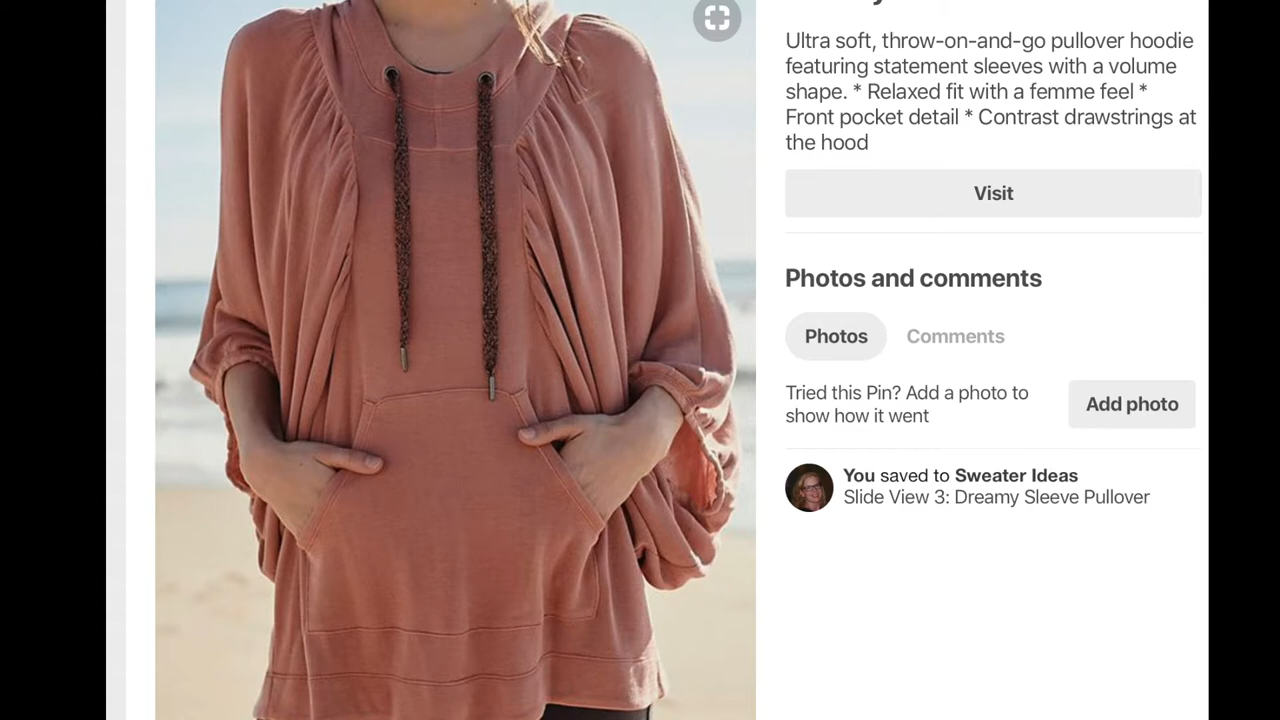 Ultra soft, throw-on-and-go pullover hoodie
featuring statement sleeves with a volume
shape. * Relaxed fit with a femme feel *
Front pocket detail * Contrast drawstrings at
the hood
Visit
Photos and comments
Photos
Comments
Tried this Pin? Add a photo to
show how it went
Add photo
You saved to Sweater Ideas
Slide View 3: Dreamy Sleeve Pullover